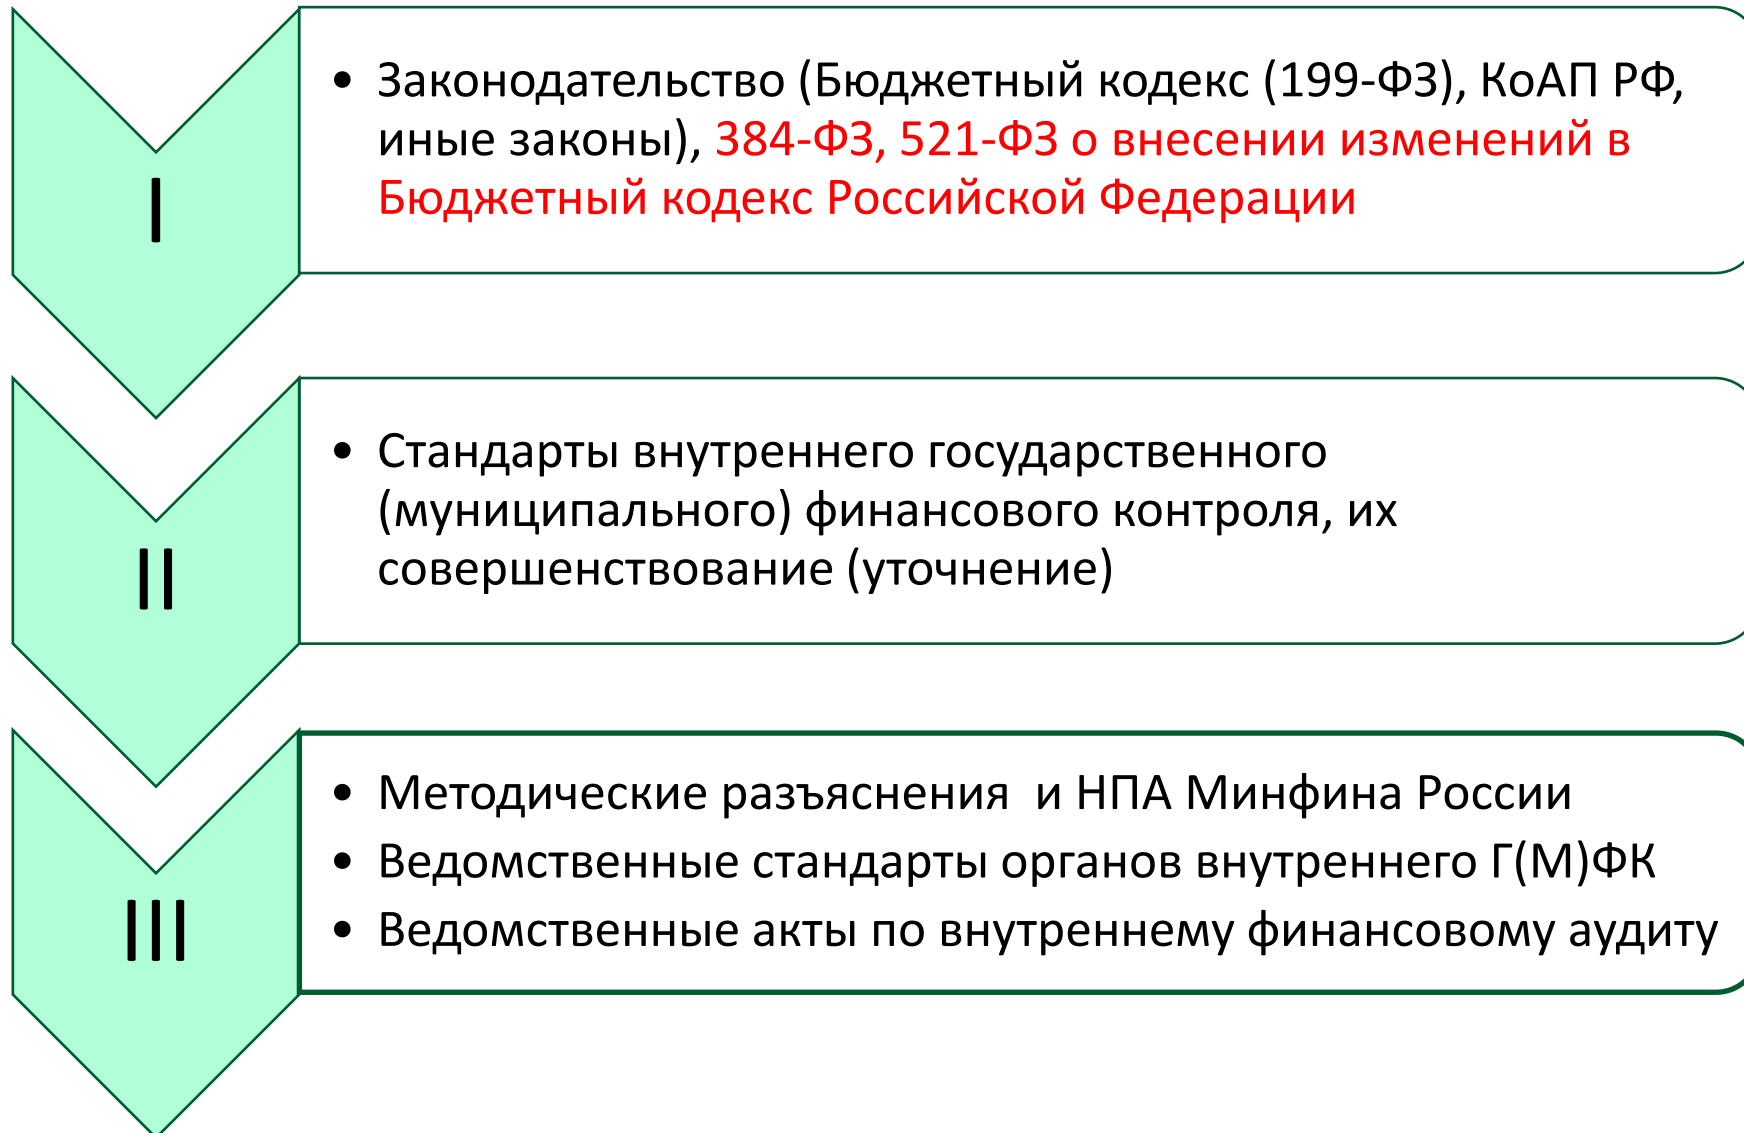 I
• Законодательство (Бюджетный кодекс (199-ФЗ), КоАП РФ,
иные законы), 384-ФЗ, 521-ФЗ о внесении изменений в
Бюджетный кодекс Российской Федерации
II
• Стандарты внутреннего государственного
(муниципального) финансового контроля, их
совершенствование (уточнение)
III
• Методические разъяснения  и НПА Минфина России
• Ведомственные стандарты органов внутреннего Г(М)ФК
• Ведомственные акты по внутреннему финансовому аудиту